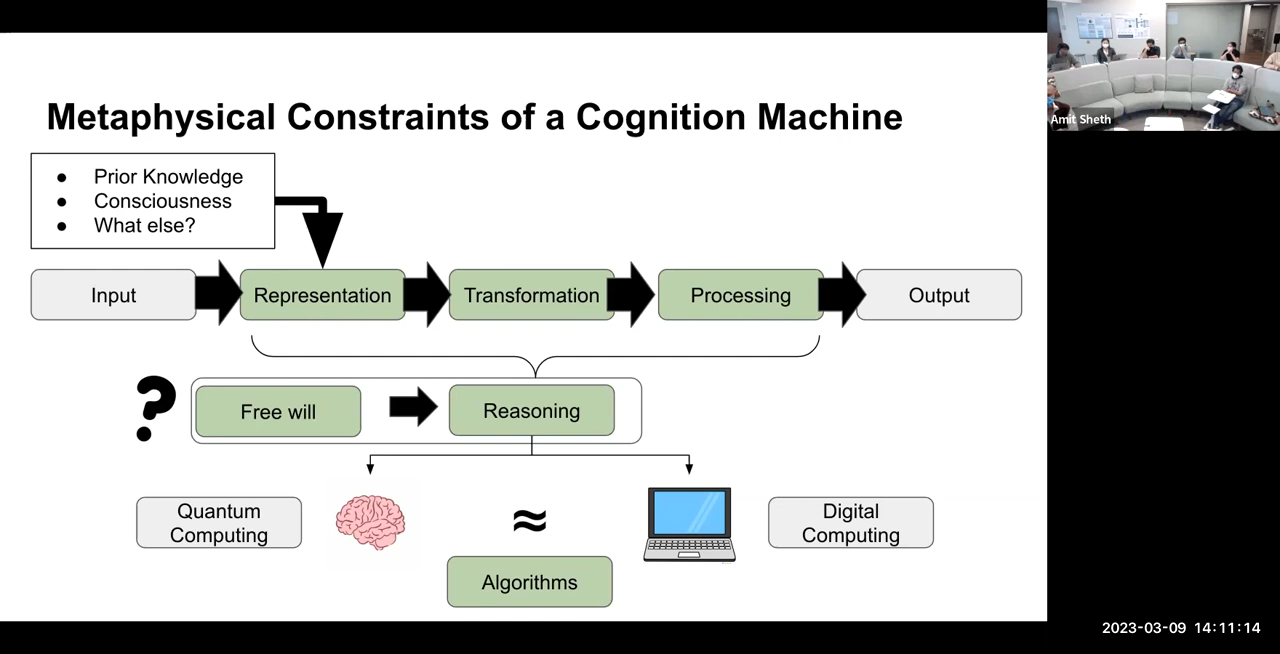 Metaphysical Constraints of a Cognition Machine
● Prior Knowledge
● Consciousness
● What else?
Input
Representation
Transformation
Processing
Output
?
Free will
Reasoning
Quantum
Computing
≈
Digital
Computing
Algorithms
Amit Sheth
2023-03-09 14:11:14